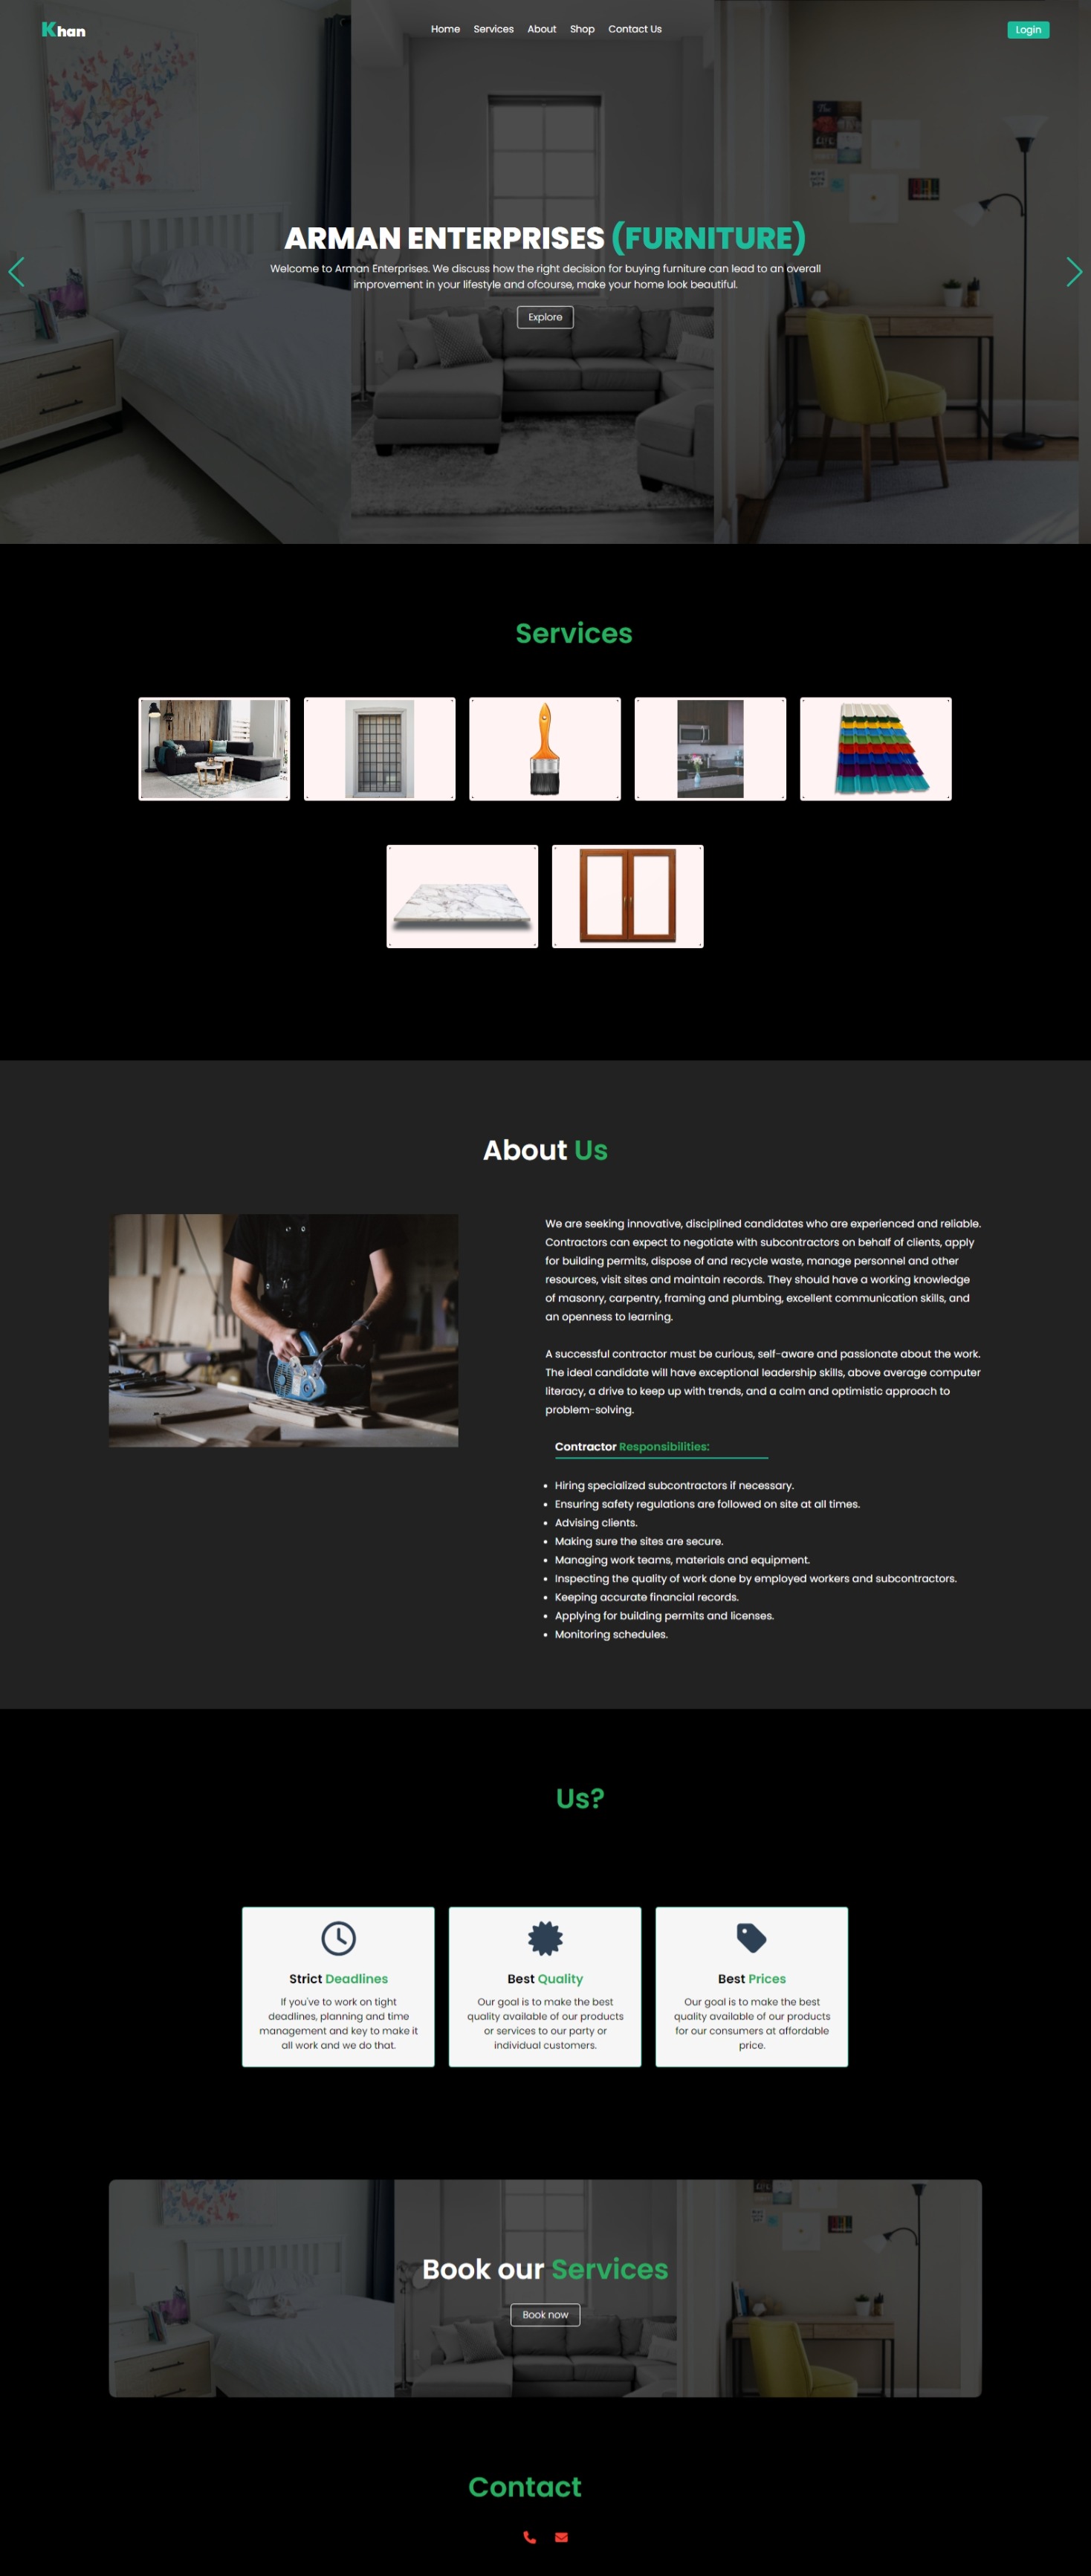 Khan
Home Services About Shop Contact Us
Login
ARMAN ENTERPRISES (FURNITURE)
Welcome to Arman Enterprises. We discuss how the right decision for buying furniture can lead to an overall
improvement in your lifestyle and ofcourse, make your home look beautiful.
Explore
Services
About Us
We are seeking innovative, disciplined candidates who are experienced and reliable.
Contractors can expect to negotiate with subcontractors on behalf of clients, apply
for building permits, dispose of and recycle waste, manage personnel and other
resources, visit sites and maintain records. They should have a working knowledge
of masonry, carpentry, framing and plumbing, excellent communication skills, and
an openness to learning.
A successful contractor must be curious, self-aware and passionate about the work.
The ideal candidate will have exceptional leadership skills, above average computer
literacy, a drive to keep up with trends, and a calm and optimistic approach to
problem-solving.
Contractor Responsibilities:
Hiring specialized subcontractors if necessary.
Ensuring safety regulations are followed on site at all times.
Advising clients.
Making sure the sites are secure.
Managing work teams, materials and equipment.
Inspecting the quality of work done by employed workers and subcontractors.
Keeping accurate financial records.
Applying for building permits and licenses.
Monitoring schedules.
Us?
Strict Deadlines
If you've to work on tight
deadlines, planning and time
management and key to make it
all work and we do that.
Best Quality
Our goal is to make the best
quality available of our products
or services to our party or
individual customers.
Best Prices
Our goal is to make the best
quality available of our products
for our consumers at affordable
price.
Book our Services
Book now
Contact